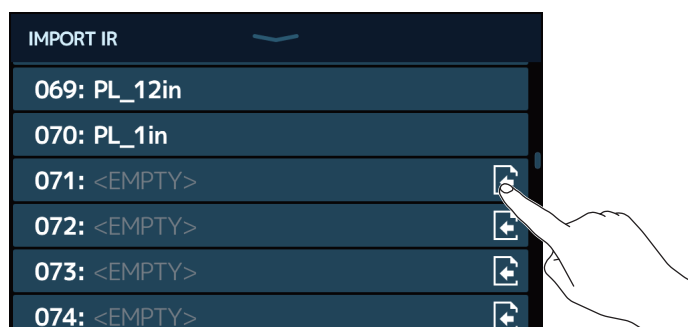 IMPORT IR
069: PL_12in
070: PL_1in
071: <EMPTY>
072: <EMPTY>
073: <EMPTY>
074: <EMPTY>